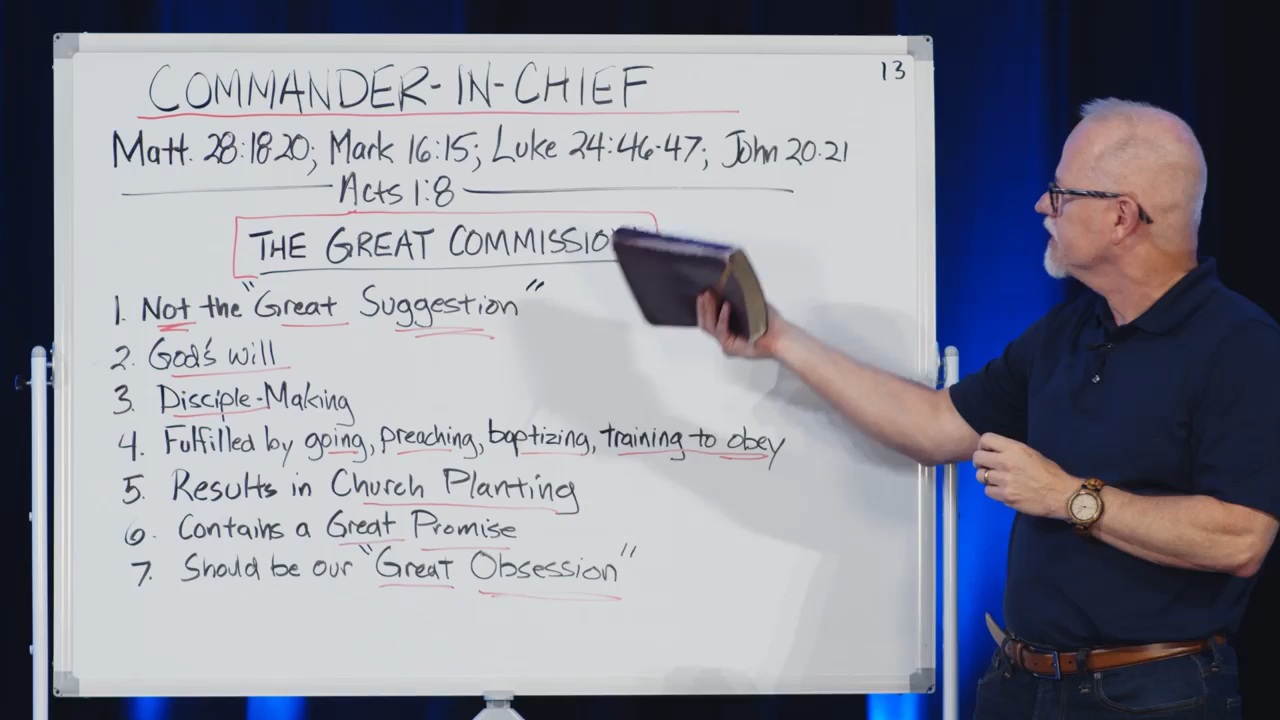 13
COMMANDER-IN-CHIEF
Matt. 28:18-20; Mark 16:15; Luke 24:46-47; John 20:21
Acts 1:8
THE GREAT COMMISSION
1. Not the "Great Suggestion"
2. God's will
3. Disciple-Making
4. Fulfilled by going, preaching, baptizing, training to obey
5. Results in Church Planting
6. Contains a Great Promise
7. Should be our "Great Obsession"